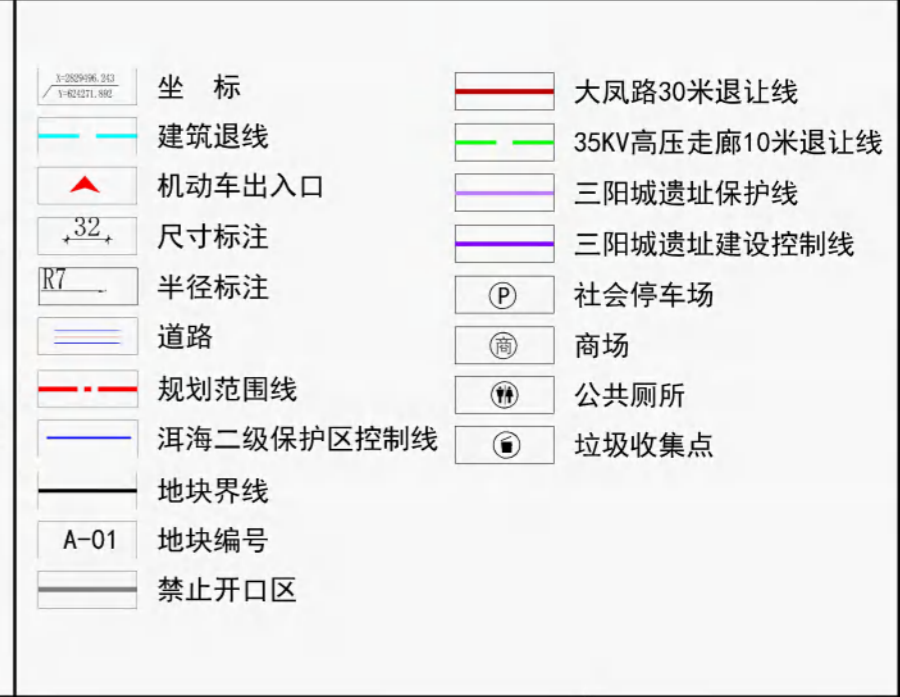 X=2829496.243
Y=624271.892
坐 标
建筑退线
机动车出入口
32
尺寸标注
R7
半径标注
道路
规划范围线
洱海二级保护区控制线
地块界线
A-01
地块编号
禁止开口区
大凤路30米退让线
35KV高压走廊10米退让线
三阳城遗址保护线
三阳城遗址建设控制线
P
社会停车场
商
商场
公共厕所
垃圾收集点